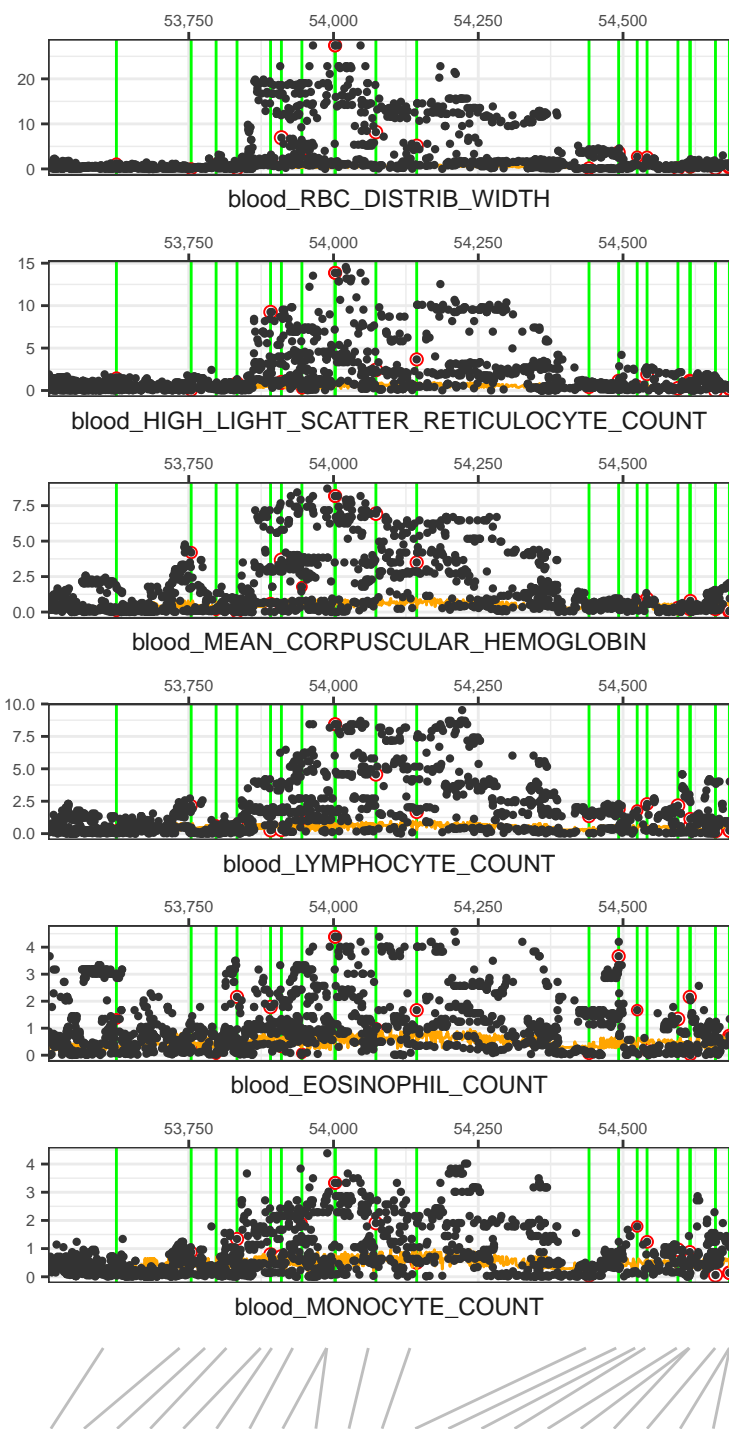 53,750 54,000 54,250 54,500
20
10
0
blood_RBC_DISTRIB_WIDTH
53,750 54,000 54,250 54,500
15
10
5
0
blood_HIGH_LIGHT_SCATTER_RETICULOCYTE_COUNT
53,750 54,000 54,250 54,500
7.5
5.0
2.5
0.0
blood_MEAN_CORPUSCULAR_HEMOGLOBIN
53,750 54,000 54,250 54,500
10.0
7.5
5.0
2.5
0.0
blood_LYMPHOCYTE_COUNT
53,750 54,000 54,250 54,500
4
3
2
1
0
blood_EOSINOPHIL_COUNT
53,750 54,000 54,250 54,500
4
3
2
1
0
blood_MONOCYTE_COUNT